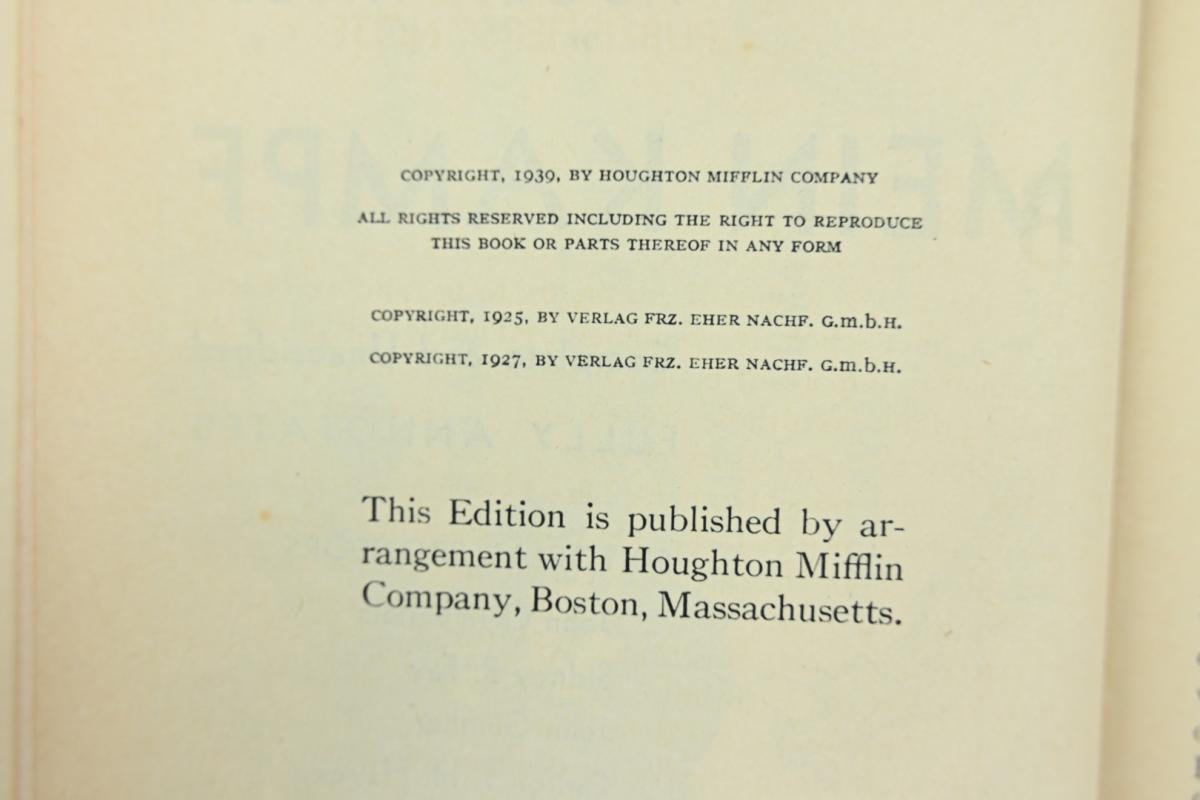 COPYRIGHT, 1939, BY HOUGHTON MIFFLIN COMPANY
ALL RIGHTS RESERVED INCLUDING THE RIGHT TO REPRODUCE
THIS BOOK OR PARTS THEREOF IN ANY FORM
COPYRIGHT, 1925, BY VERLAG FRZ. EHER NACHF. G.m.b.H.
COPYRIGHT, 1927, BY VERLAG FRZ. EHER NACHF. G.m.b.H.
This Edition is published by ar-
rangement with Houghton Mifflin
Company, Boston, Massachusetts.